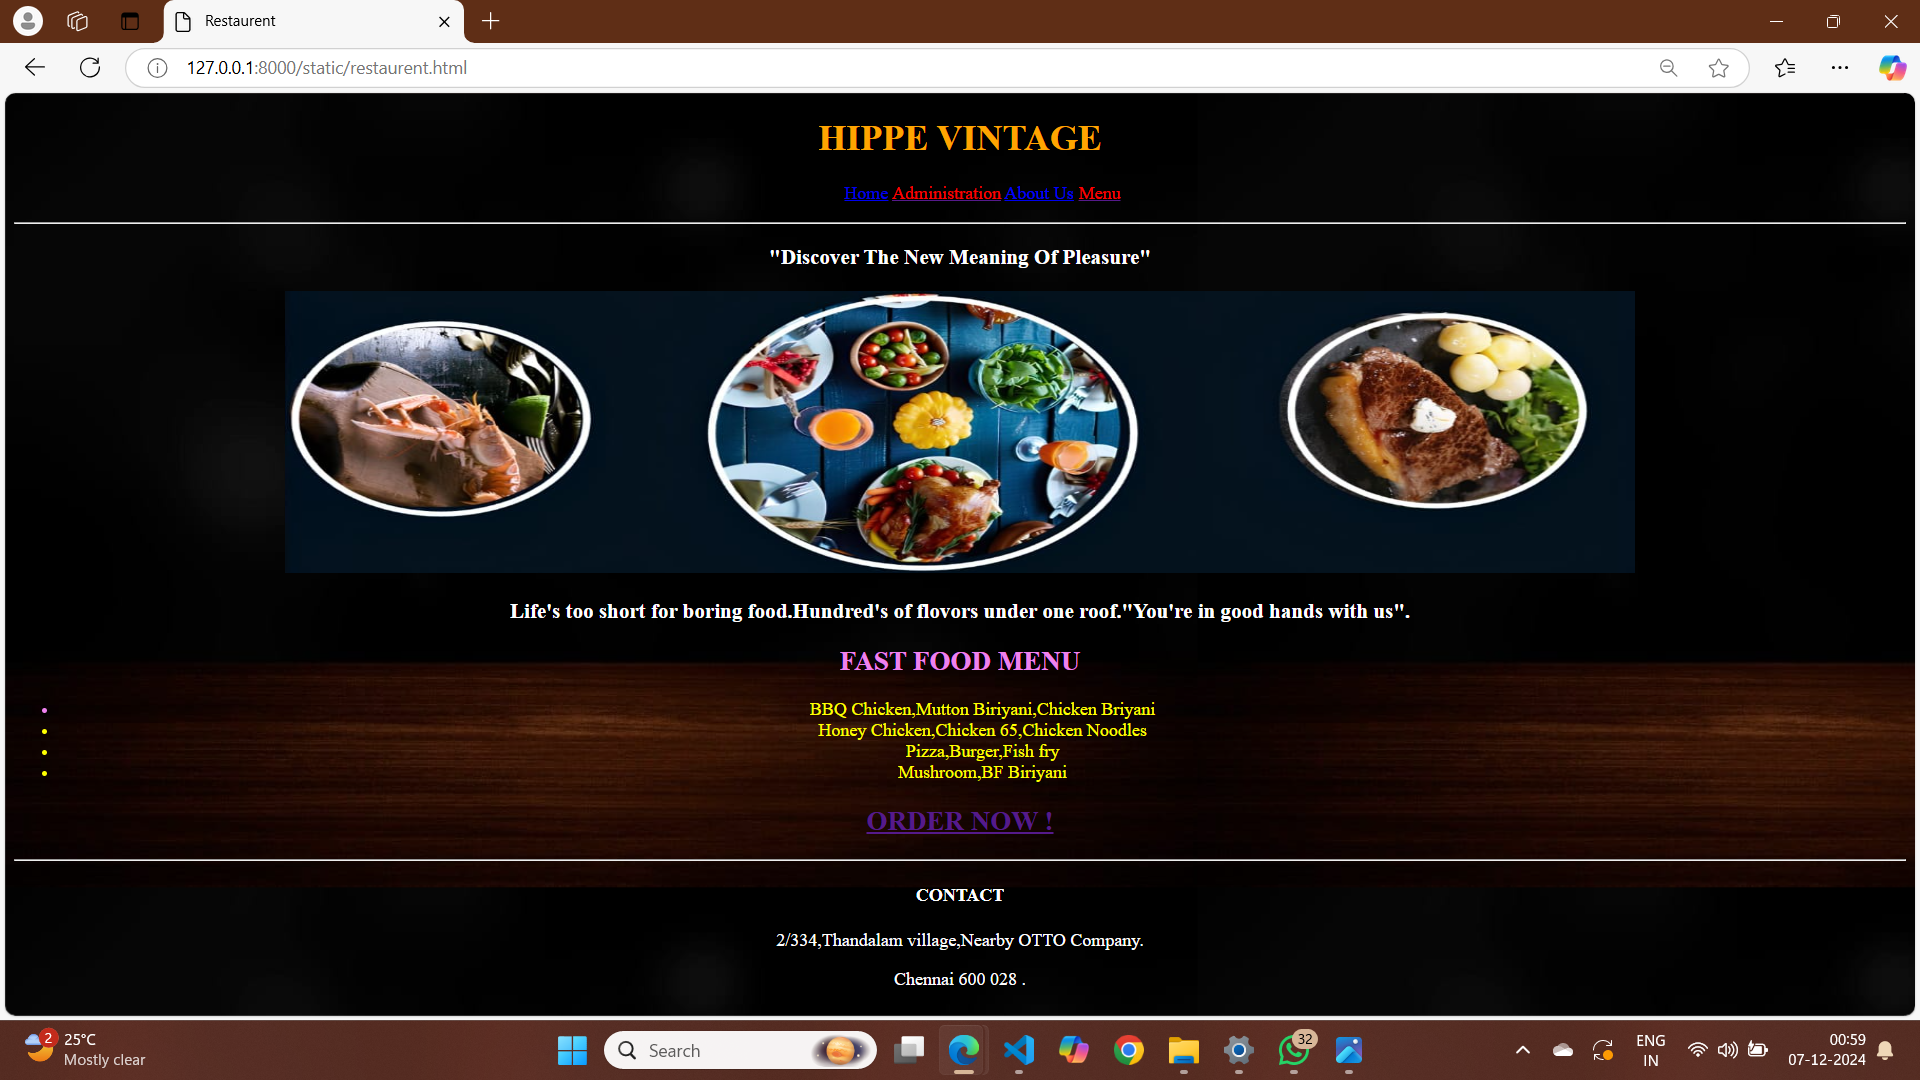 Restaurent
127.0.0.1:8000/static/restaurent.html
HIPPE VINTAGE
Home Administration About Us Menu
"Discover The New Meaning Of Pleasure"
Life's too short for boring food.Hundred's of flovors under one roof."You're in good hands with us".
FAST FOOD MENU
BBQ Chicken,Mutton Biriyani,Chicken Briyani
Honey Chicken,Chicken 65,Chicken Noodles
Pizza,Burger,Fish fry
Mushroom,BF Biriyani
ORDER NOW !
CONTACT
2/334,Thandalam village,Nearby OTTO Company.
Chennai 600 028 .
2
25°C
Mostly clear
Search
32
ENG
IN
00:59
07-12-2024